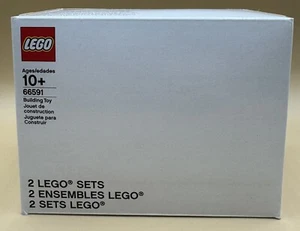 LEGO
Ages/edades
10+
66591
Building Toy
Jouet de
construction
Juguete para
Construir
2 LEGO® SETS
2 ENSEMBLES LEGO®
2 SETS LEGO®